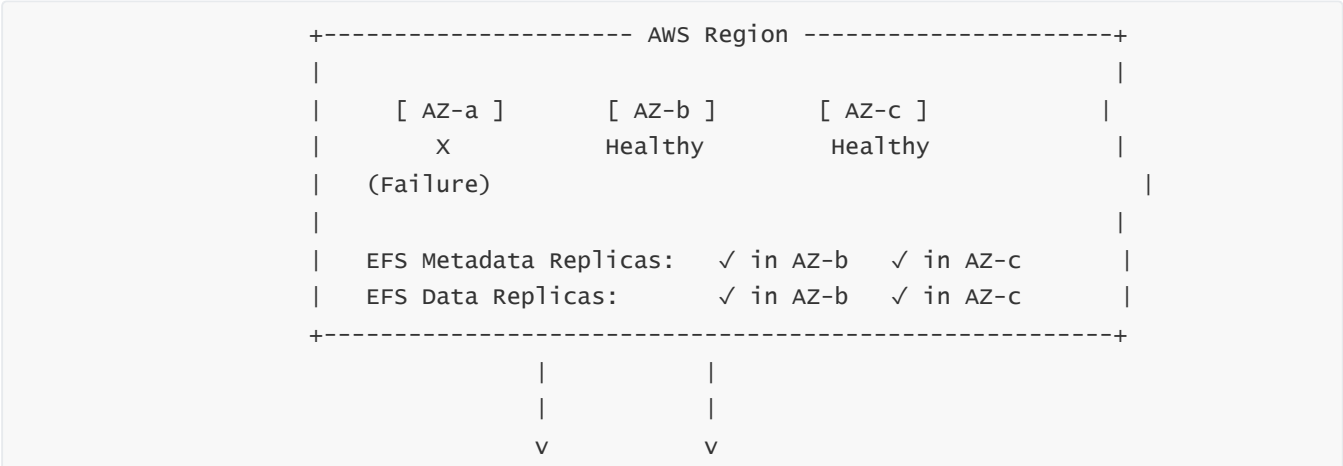 +---------------------- AWS Region ----------------------+
|                                                         |
|     [ AZ-a ]       [ AZ-b ]       [ AZ-c ]             |
|        X           Healthy         Healthy             |
|   (Failure)                                              |
|                                                         |
|   EFS Metadata Replicas:   ✓ in AZ-b   ✓ in AZ-c       |
|   EFS Data Replicas:       ✓ in AZ-b   ✓ in AZ-c       |
+--------------------------------------------------------+
                |           |
                |           |
                v           v